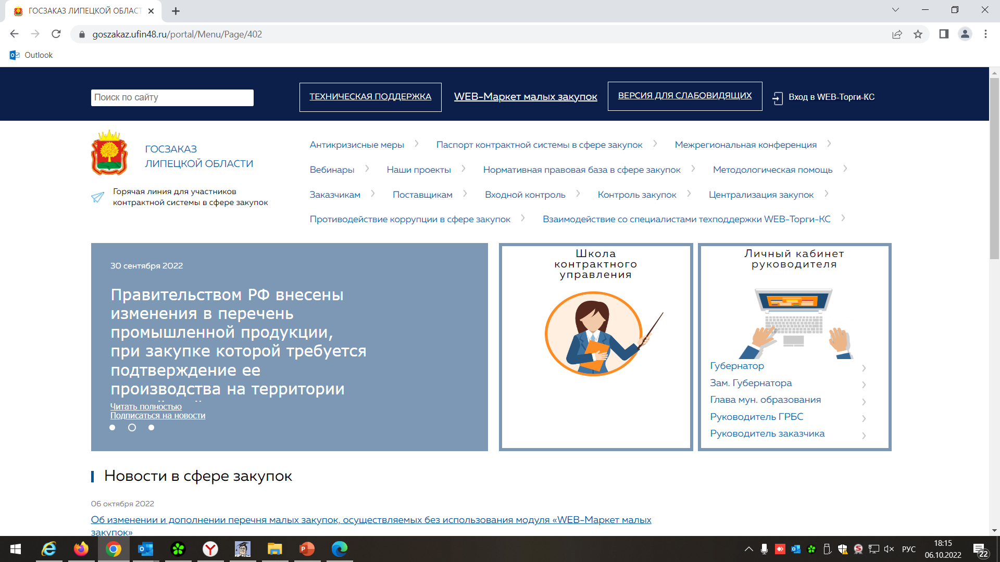 ГОСЗАКАЗ ЛИПЕЦКОЙ ОБЛАСТ
goszakaz.ufin48.ru/portal/Menu/Page/402
Outlook
Поиск по сайту
ТЕХНИЧЕСКАЯ ПОДДЕРЖКА
WEB-Маркет малых закупок
ВЕРСИЯ ДЛЯ СЛАБОВИДЯЩИХ
Вход в WEB-Торги-КС
ГОСЗАКАЗ
ЛИПЕЦКОЙ ОБЛАСТИ
Горячая линия для участников
контрактной системы в сфере закупок
Антикризисные меры
Паспорт контрактной системы в сфере закупок
Межрегиональная конференция
Вебинары
Наши проекты
Нормативная правовая база в сфере закупок
Методологическая помощь
Заказчикам
Поставщикам
Входной контроль
Контроль закупок
Централизация закупок
Противодействие коррупции в сфере закупок
Взаимодействие со специалистами техподдержки WEB-Торги-КС
30 сентября 2022
Правительством РФ внесены
изменения в перечень
промышленной продукции,
при закупке которой требуется
подтверждение ее
производства на территории
Читать полностью
Подписаться на новости
Школа
контрактного
управления
Личный кабинет
руководителя
Губернатор
Зам. Губернатора
Глава мун. образования
Руководитель ГРБС
Руководитель заказчика
Новости в сфере закупок
06 октября 2022
Об изменении и дополнении перечня малых закупок, осуществляемых без использования модуля «WEB-Маркет малых
закупок»
РУС
18:15
06.10.2022
22